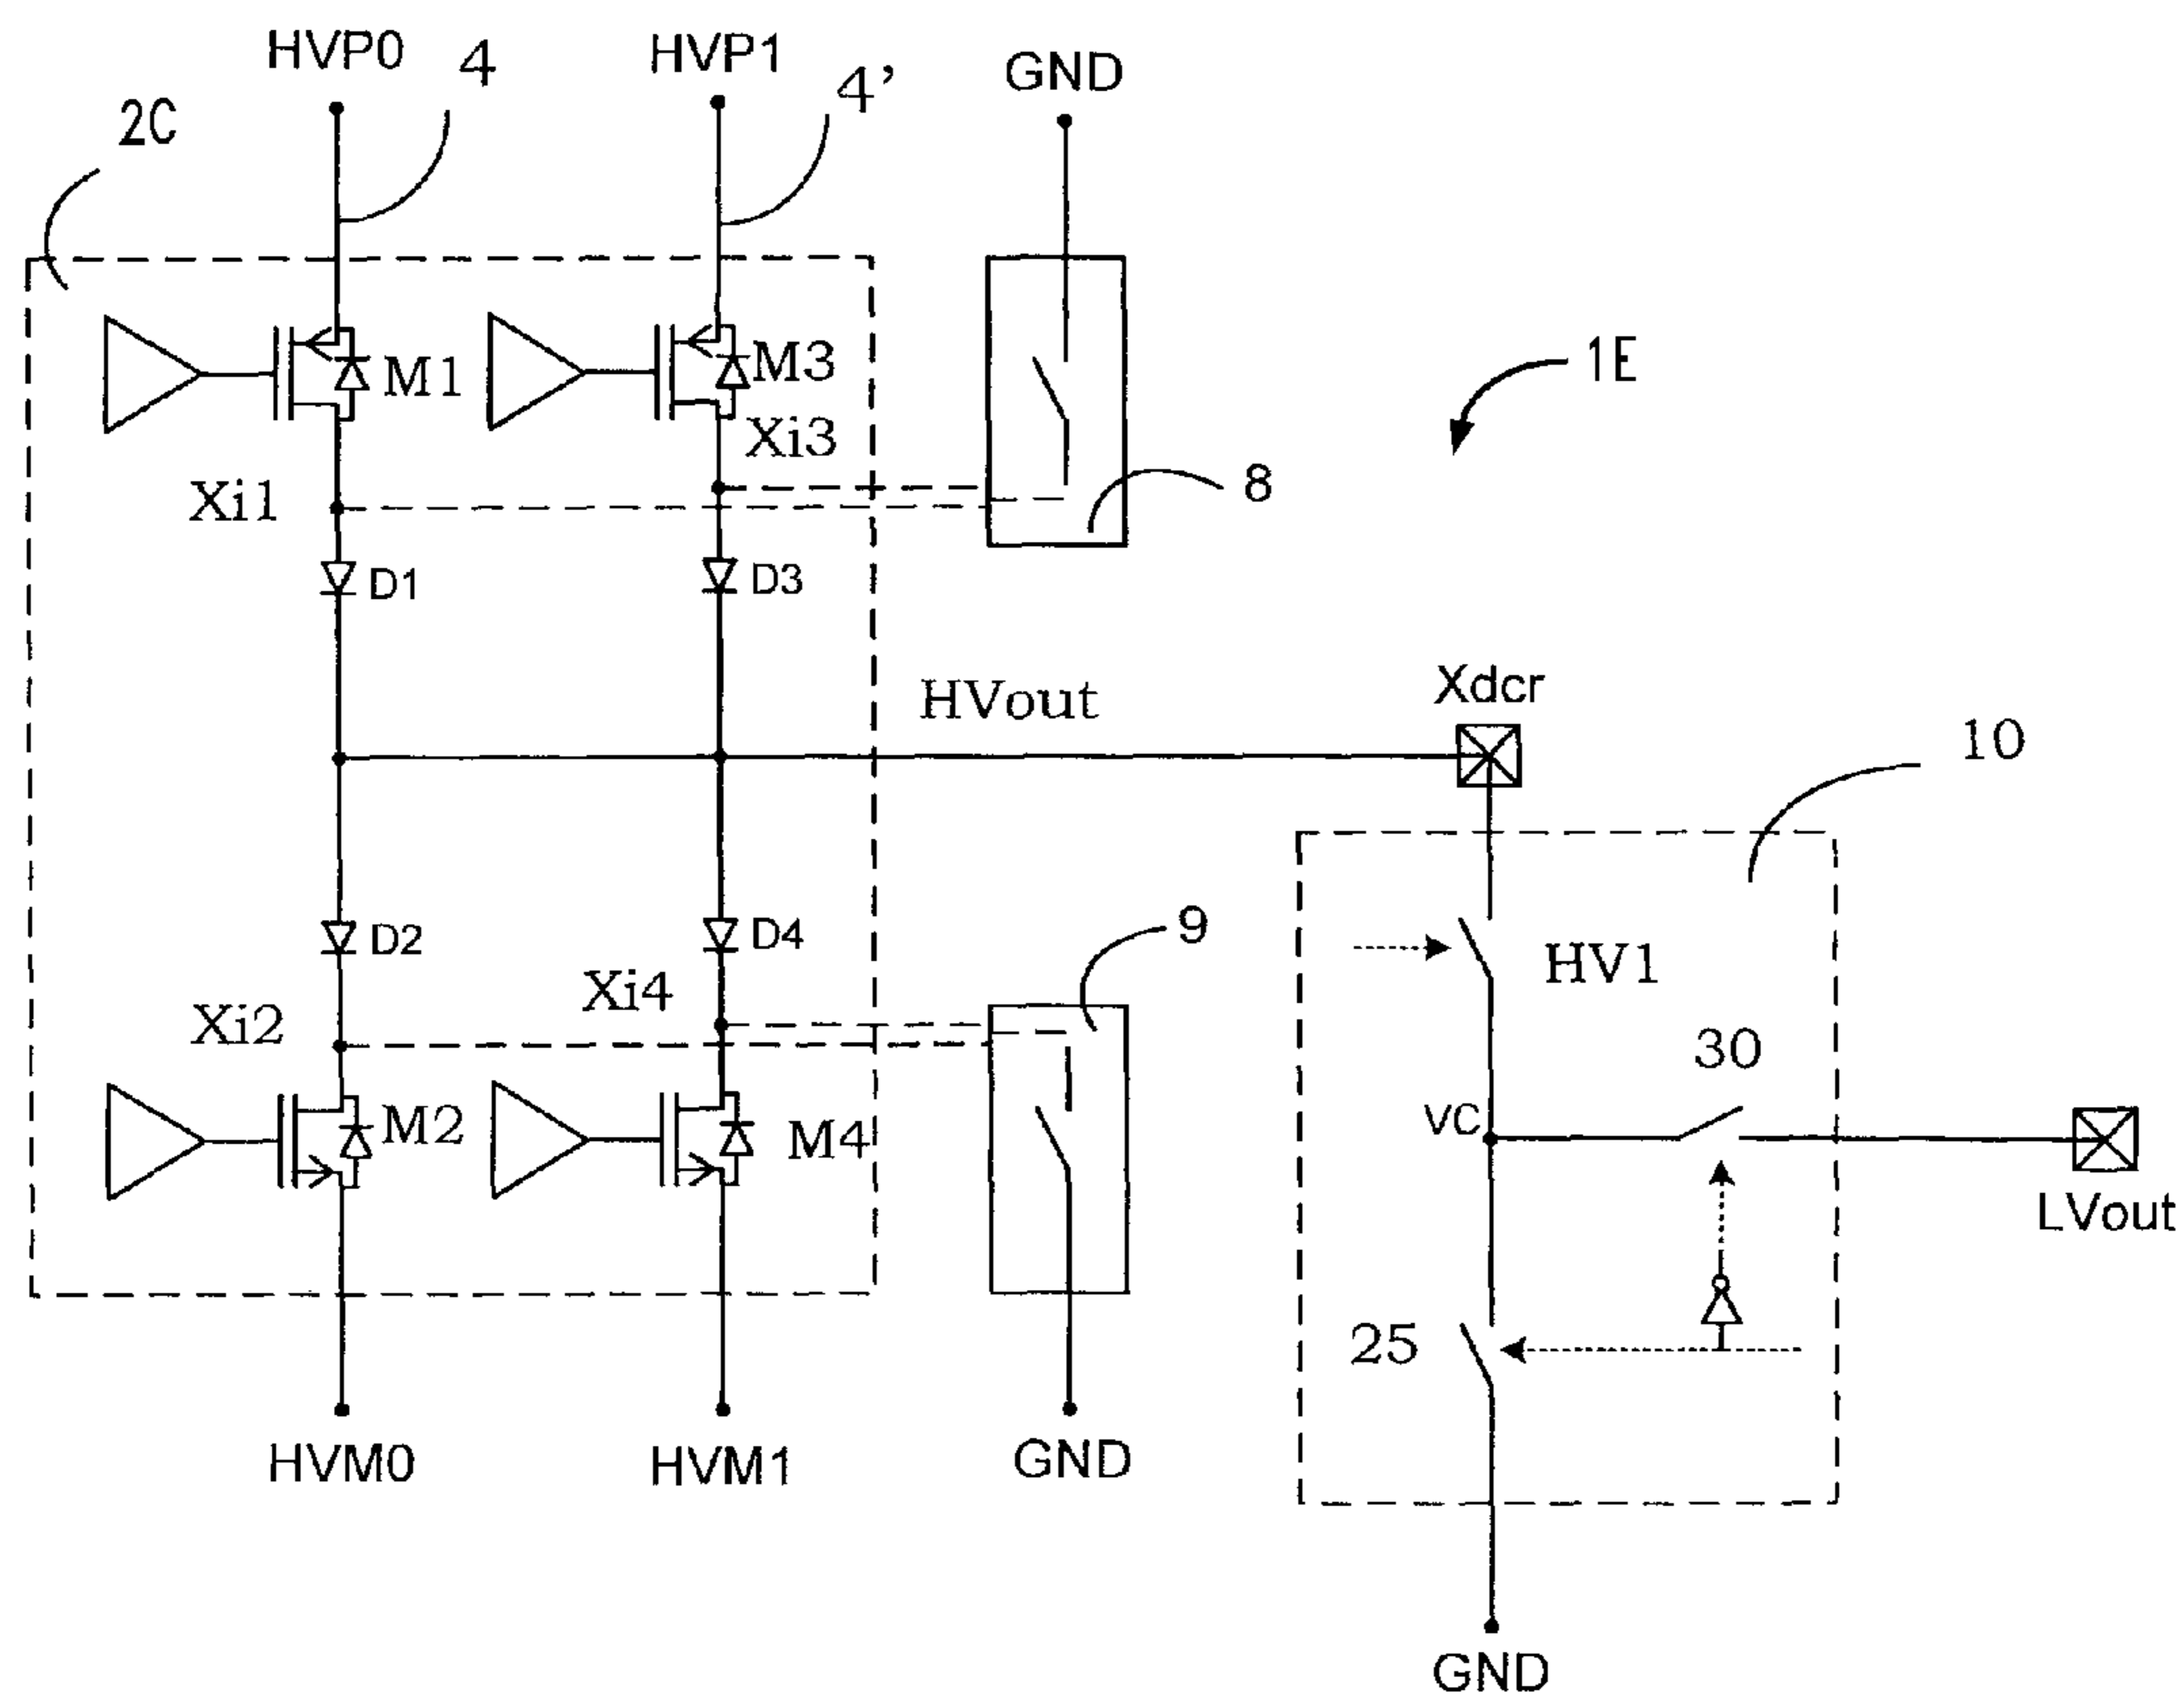 HVP0
4
HVP1
4'
GND
2C
M1
M3
1E
Xi3
8
Xi1
D1
D3
HVout
Xdcr
10
D2
D4
9
HV1
Xi4
Xi2
30
VC
M2
M4
LVout
25
HVM0
HVM1
GND
GND